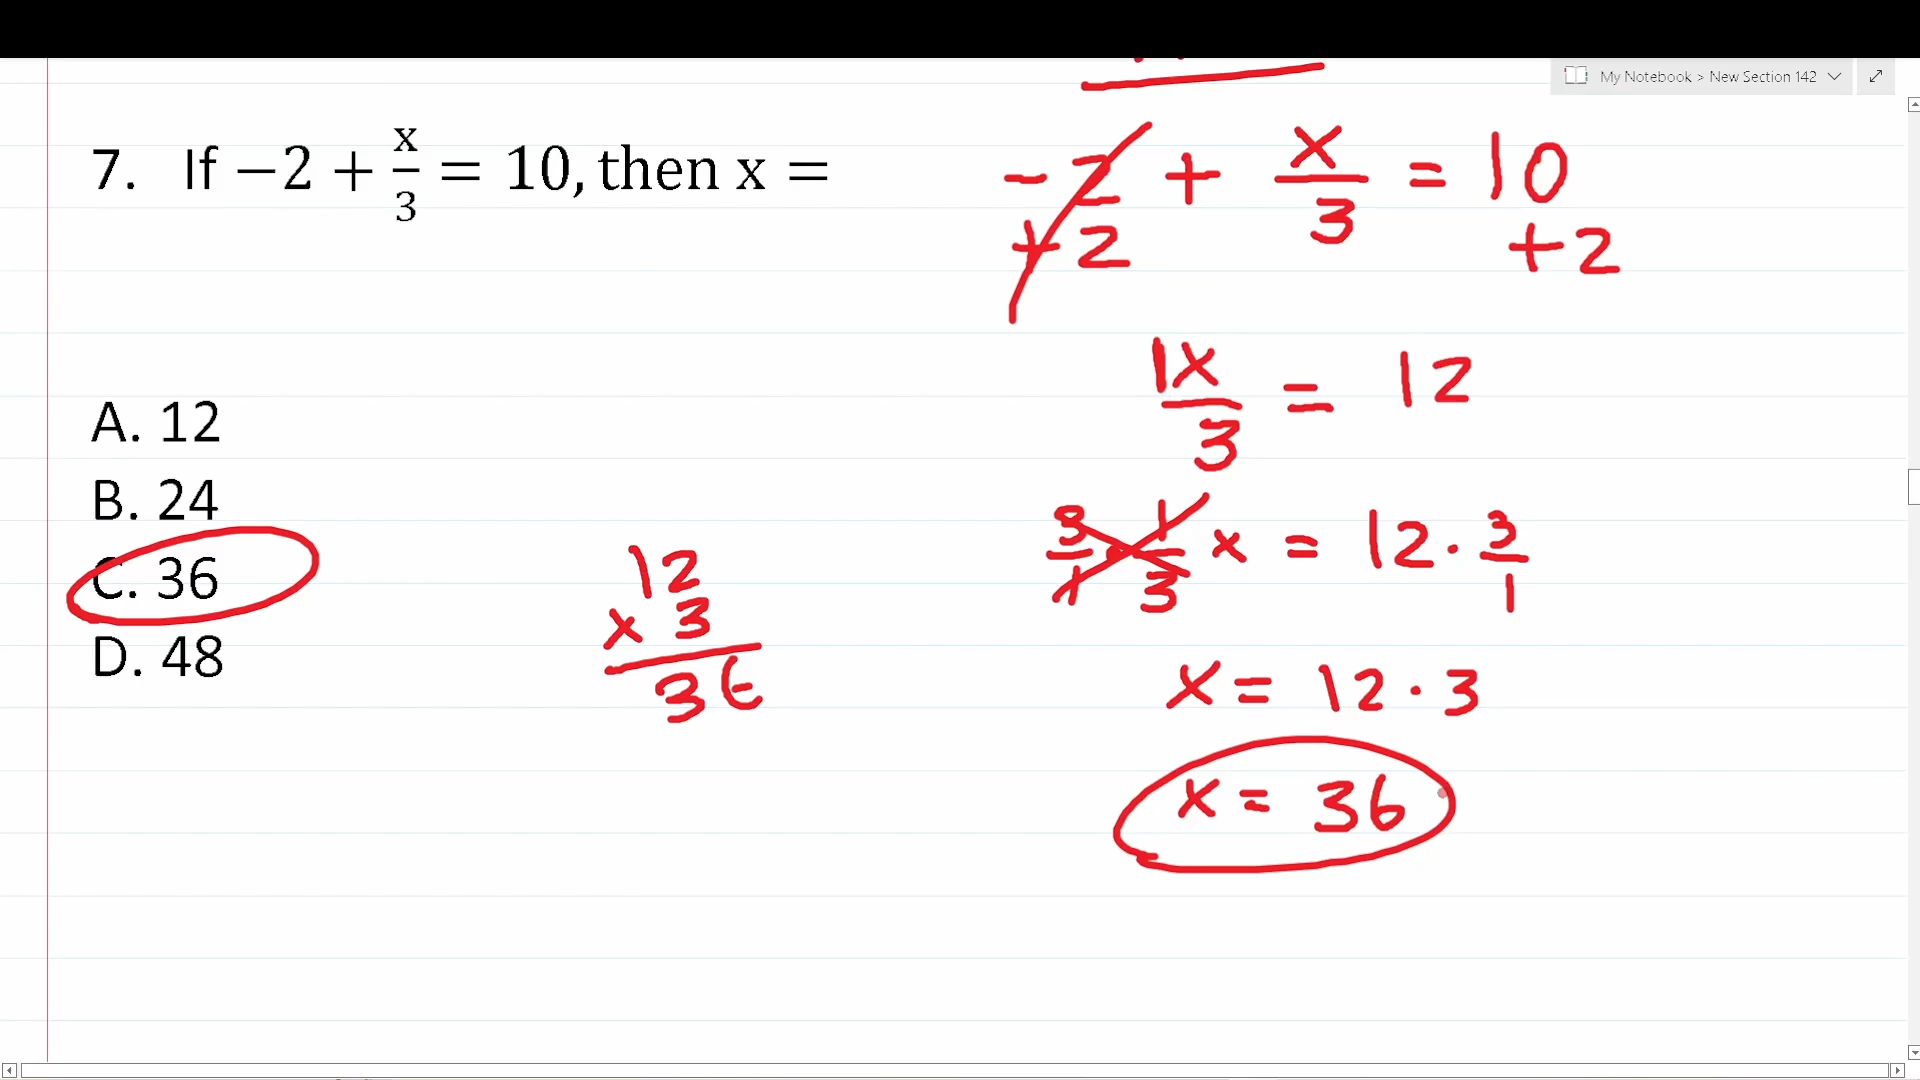 My Notebook > New Section 142
7. If −2 + x/3 = 10, then x =
A. 12
B. 24
C. 36
D. 48
-2 + x/3 = 10
+2 +2
1x/3 = 12
3/1 · 1/3 x = 12 · 3/1
x = 12 · 3
x = 36
12
x 3
36